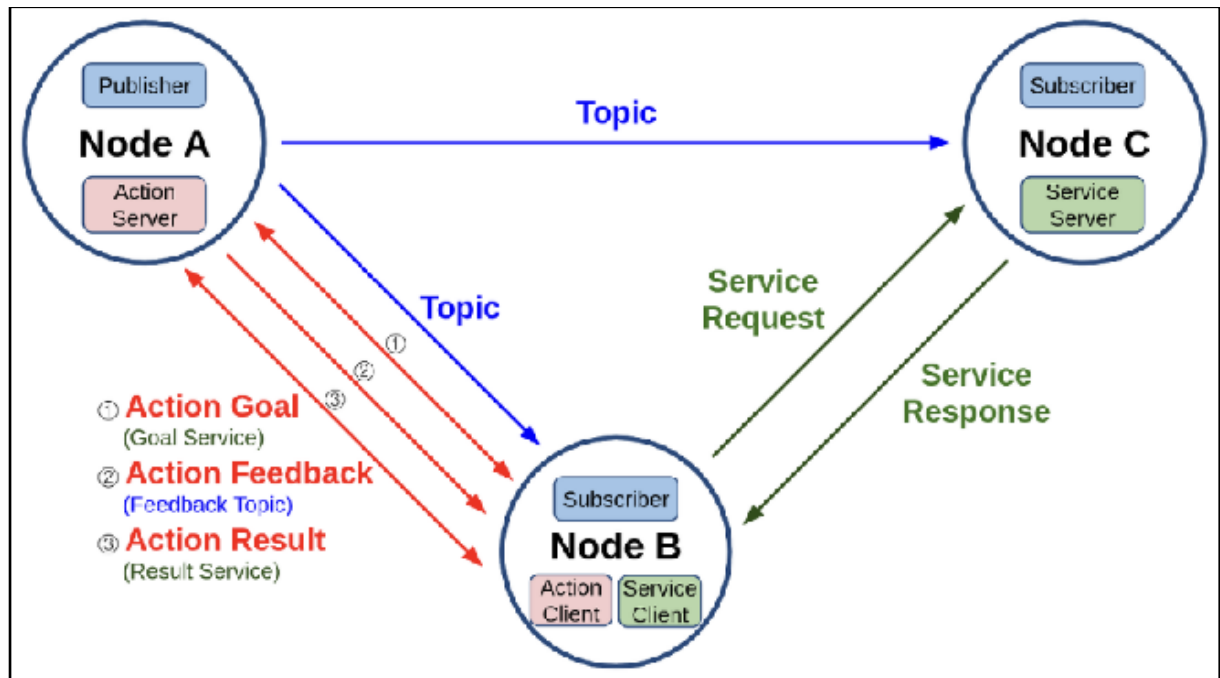 Publisher
Node A
Action
Server
Topic
Subscriber
Node C
Service
Server
Topic
Service
Request
Service
Response
①
②
③
① Action Goal
(Goal Service)
② Action Feedback
(Feedback Topic)
③ Action Result
(Result Service)
Subscriber
Node B
Action
Client
Service
Client